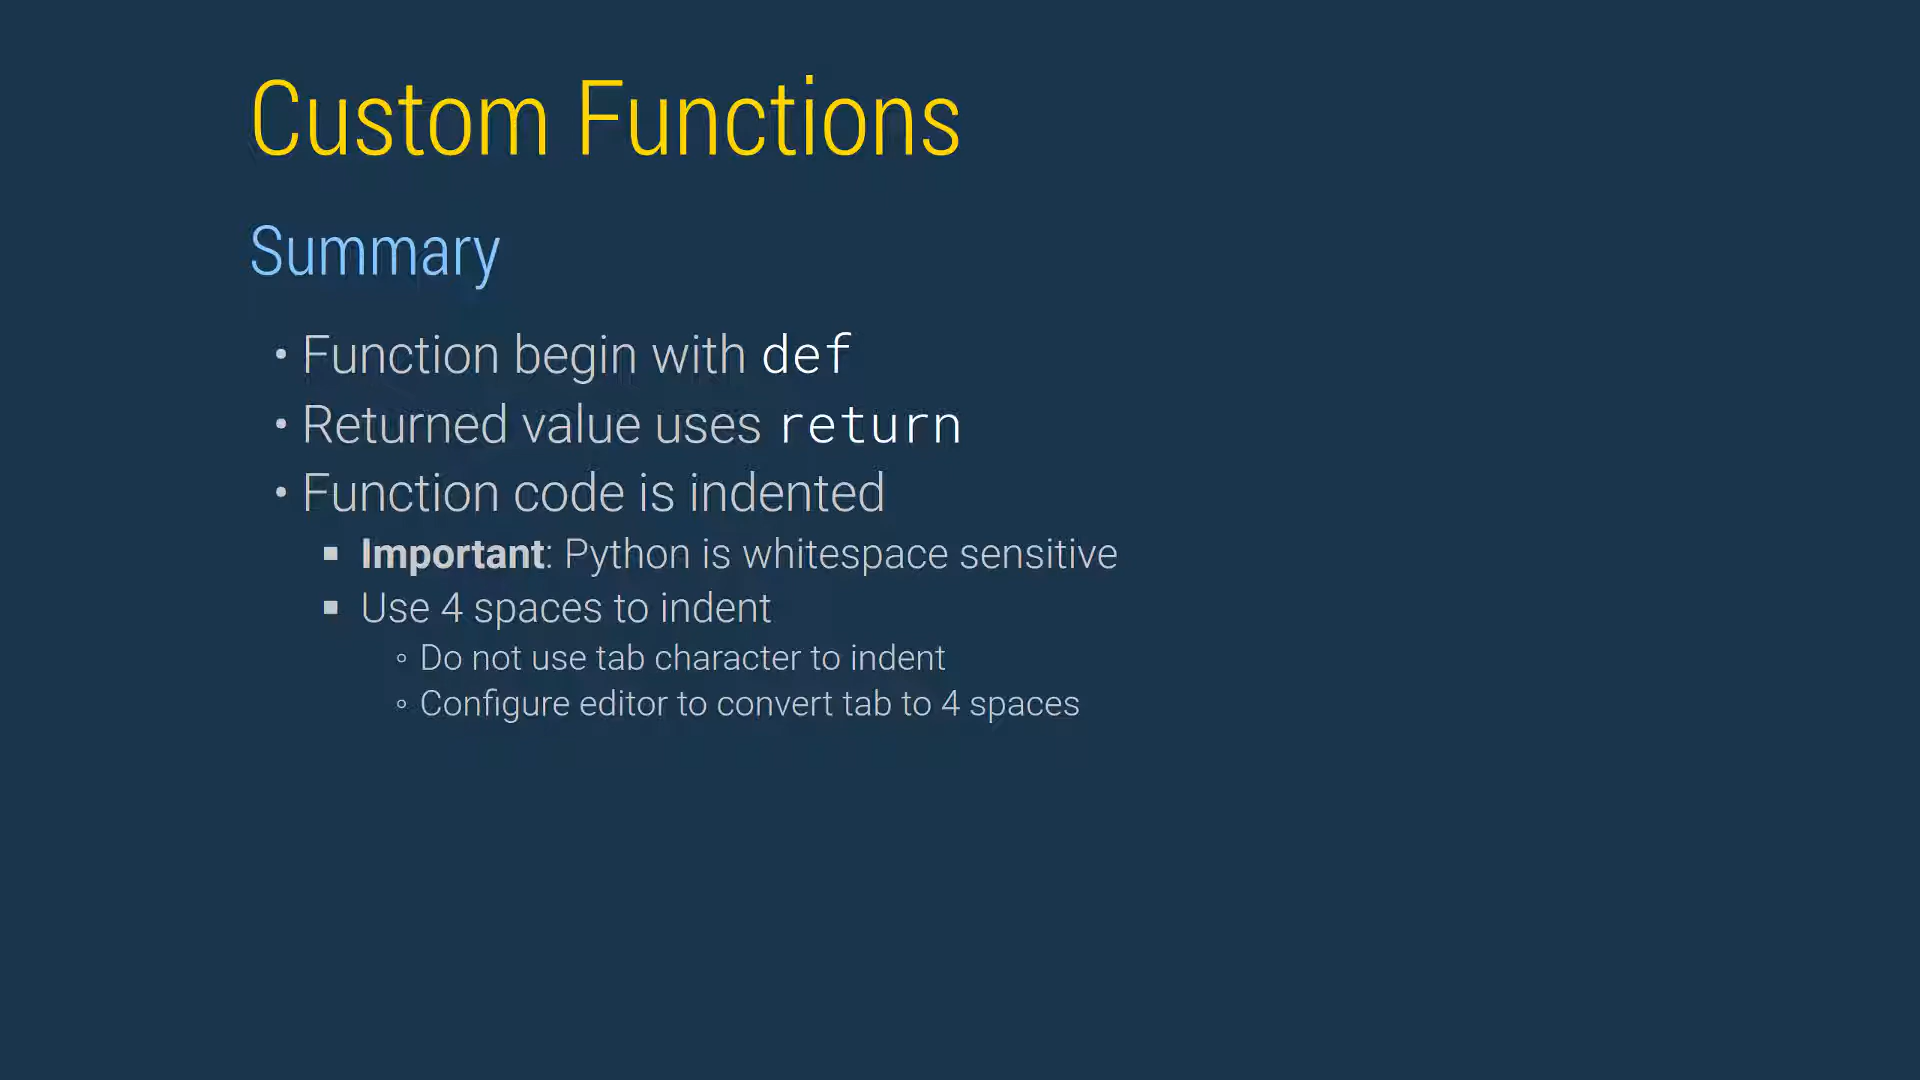 Custom Functions
Summary
• Function begin with def
• Returned value uses return
• Function code is indented
▪ Important: Python is whitespace sensitive
▪ Use 4 spaces to indent
◦ Do not use tab character to indent
◦ Configure editor to convert tab to 4 spaces